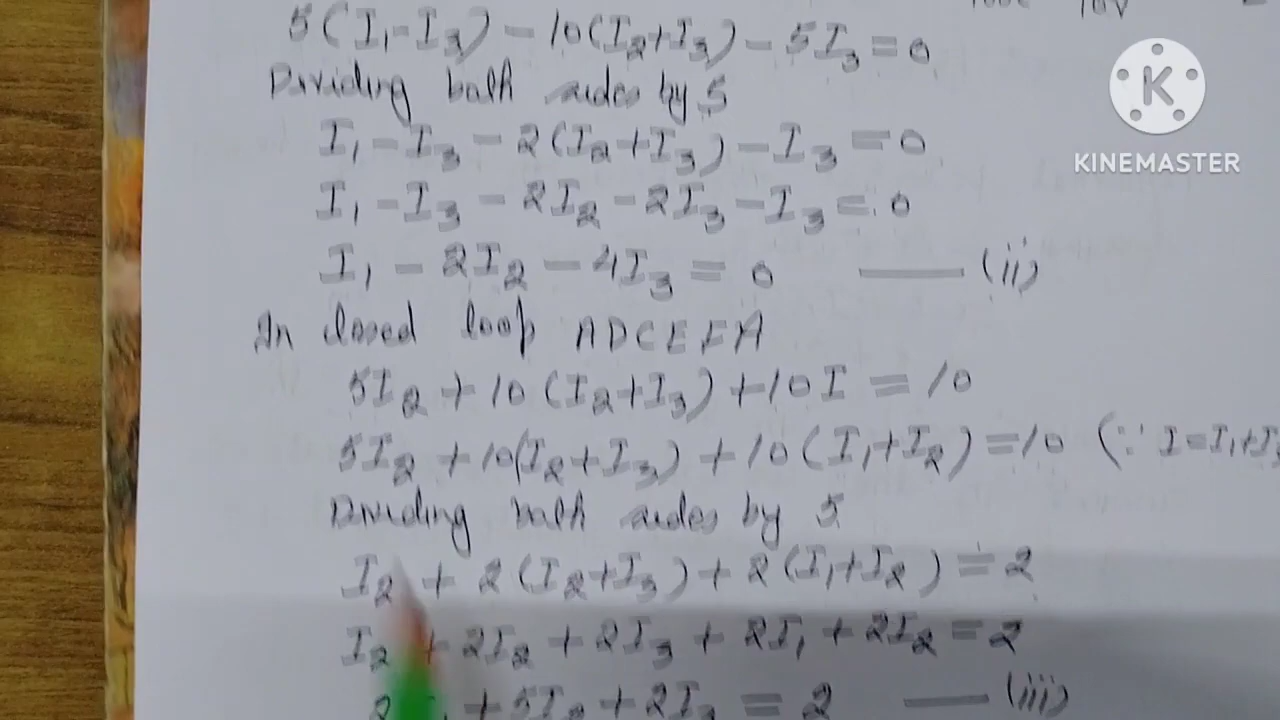 5(I₁-I₃) - 10(I₂+I₃) - 5I₃ = 0
Dividing both sides by 5
I₁ - I₃ - 2(I₂+I₃) - I₃ = 0
I₁ - I₃ - 2I₂ - 2I₃ - I₃ = 0
I₁ - 2I₂ - 4I₃ = 0 —— (ii)
In closed loop ADCEFA
5I₂ + 10(I₂+I₃) + 10I = 10
5I₂ + 10(I₂+I₃) + 10(I₁+I₂) = 10 (∵ I = I₁+I₂
Dividing both sides by 5
I₂ + 2(I₂+I₃) + 2(I₁+I₂) = 2
I₂ + 2I₂ + 2I₃ + 2I₁ + 2I₂ = 2
2I₁ + 5I₂ + 2I₃ = 2 —— (iii)
K
KINEMASTER